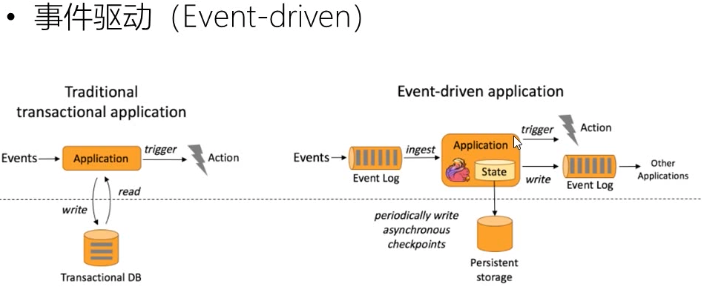 • 事件驱动（Event-driven）
Traditional
transactional application
Events
Application
trigger
Action
write
read
Transactional DB
Event-driven application
Events
Event Log
ingest
Application
State
trigger
Action
write
Event Log
Other
Applications
periodically write
asynchronous
checkpoints
Persistent
storage